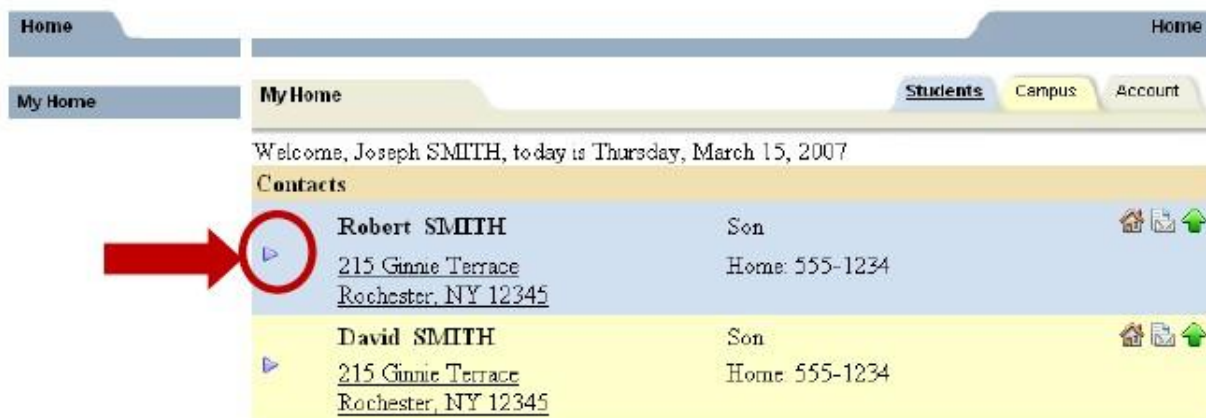 Home
Home
My Home
My Home
Students Campus Account
Welcome, Joseph SMITH, today is Thursday, March 15, 2007
Contacts
Robert SMITH Son
215 Ginnie Terrace Home: 555-1234
Rochester, NY 12345
David SMITH Son
215 Ginnie Terrace Home: 555-1234
Rochester, NY 12345